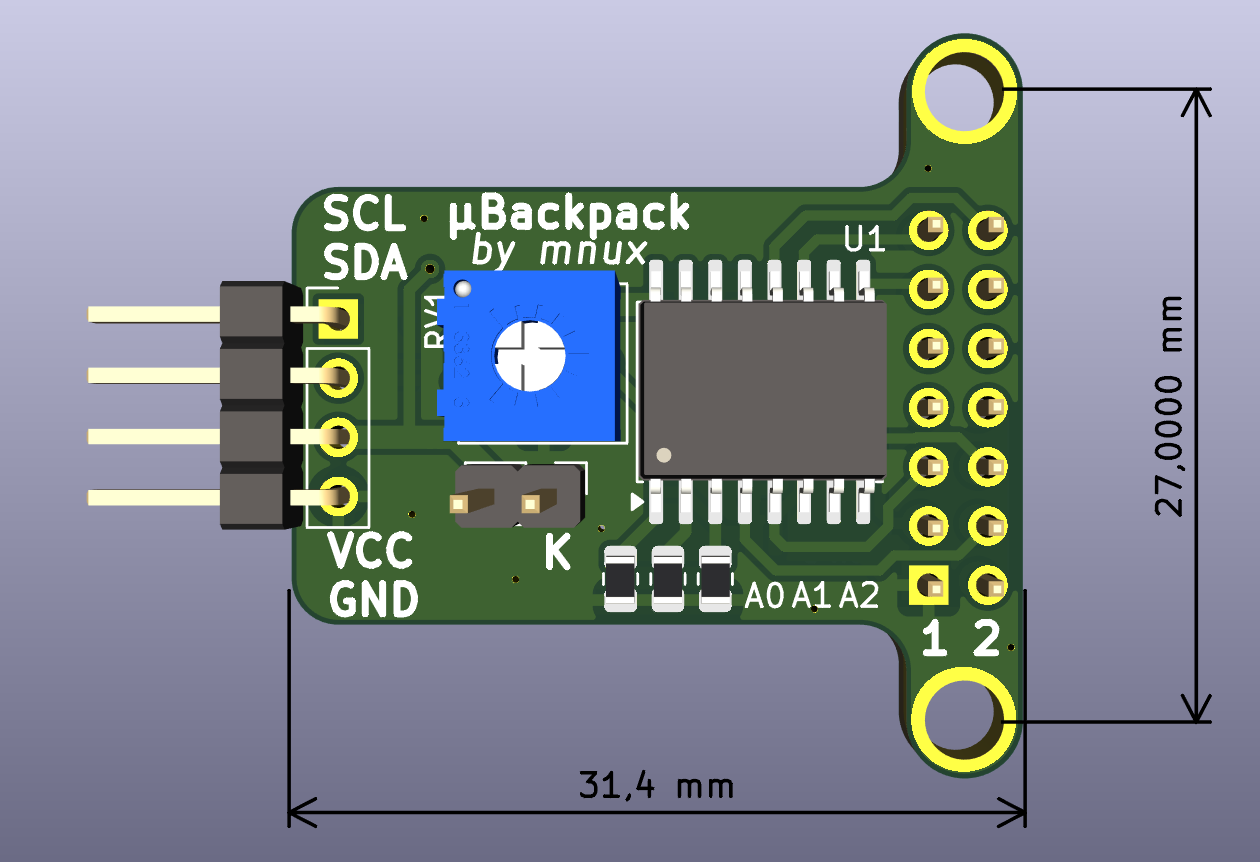 SCL
SDA
µBackpack
by mnux
U1
RV1
VCC
GND
K
A0 A1 A2
1 2
27,0000 mm
31,4 mm